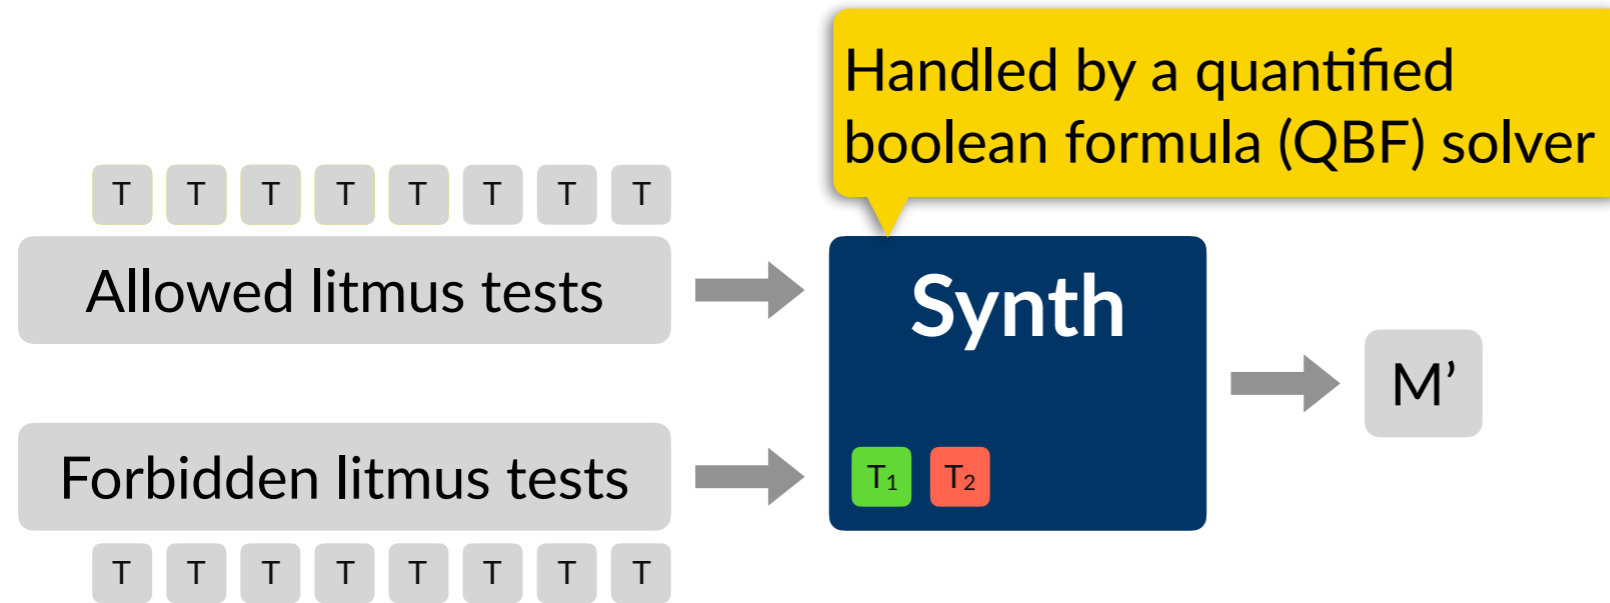 Handled by a quantified
boolean formula (QBF) solver
T T T T T T T T
Allowed litmus tests
Synth
M’
Forbidden litmus tests
T₁ T₂
T T T T T T T T